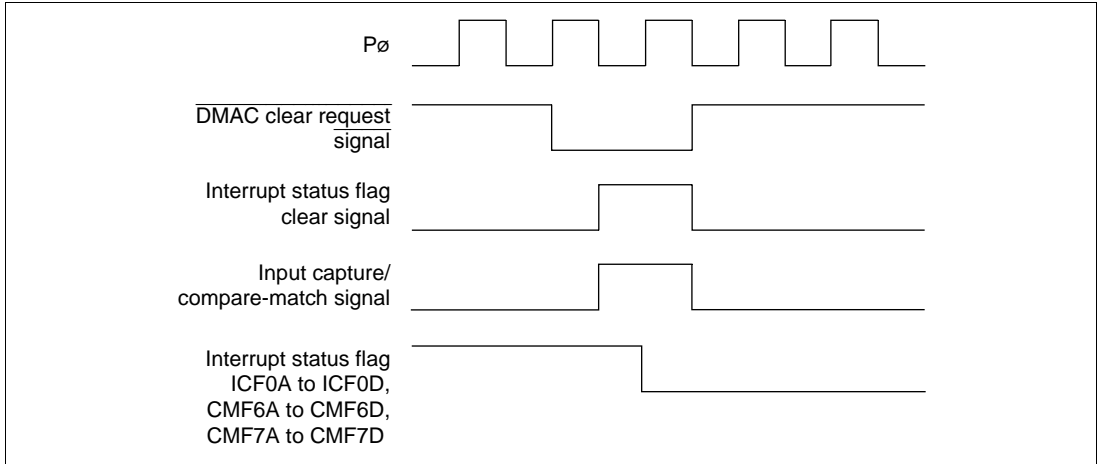 Pø
DMAC clear request
signal
Interrupt status flag
clear signal
Input capture/
compare-match signal
Interrupt status flag
ICF0A to ICF0D,
CMF6A to CMF6D,
CMF7A to CMF7D